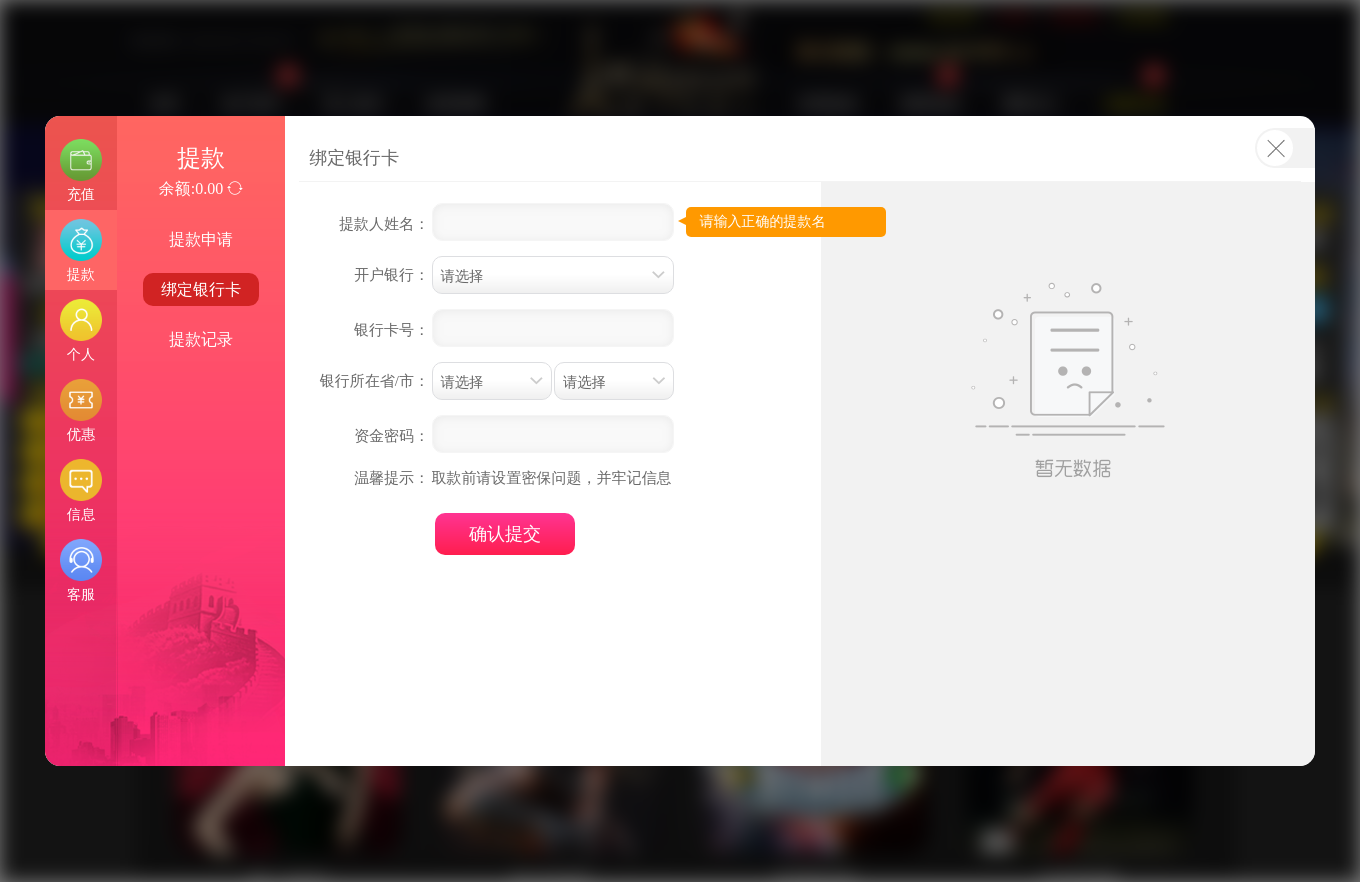 充值
提款
个人
优惠
信息
客服
提款
余额:0.00
提款申请
绑定银行卡
提款记录
绑定银行卡
提款人姓名：
请输入正确的提款名
开户银行： 请选择
银行卡号：
银行所在省/市： 请选择 请选择
资金密码：
温馨提示： 取款前请设置密保问题，并牢记信息
确认提交
暂无数据